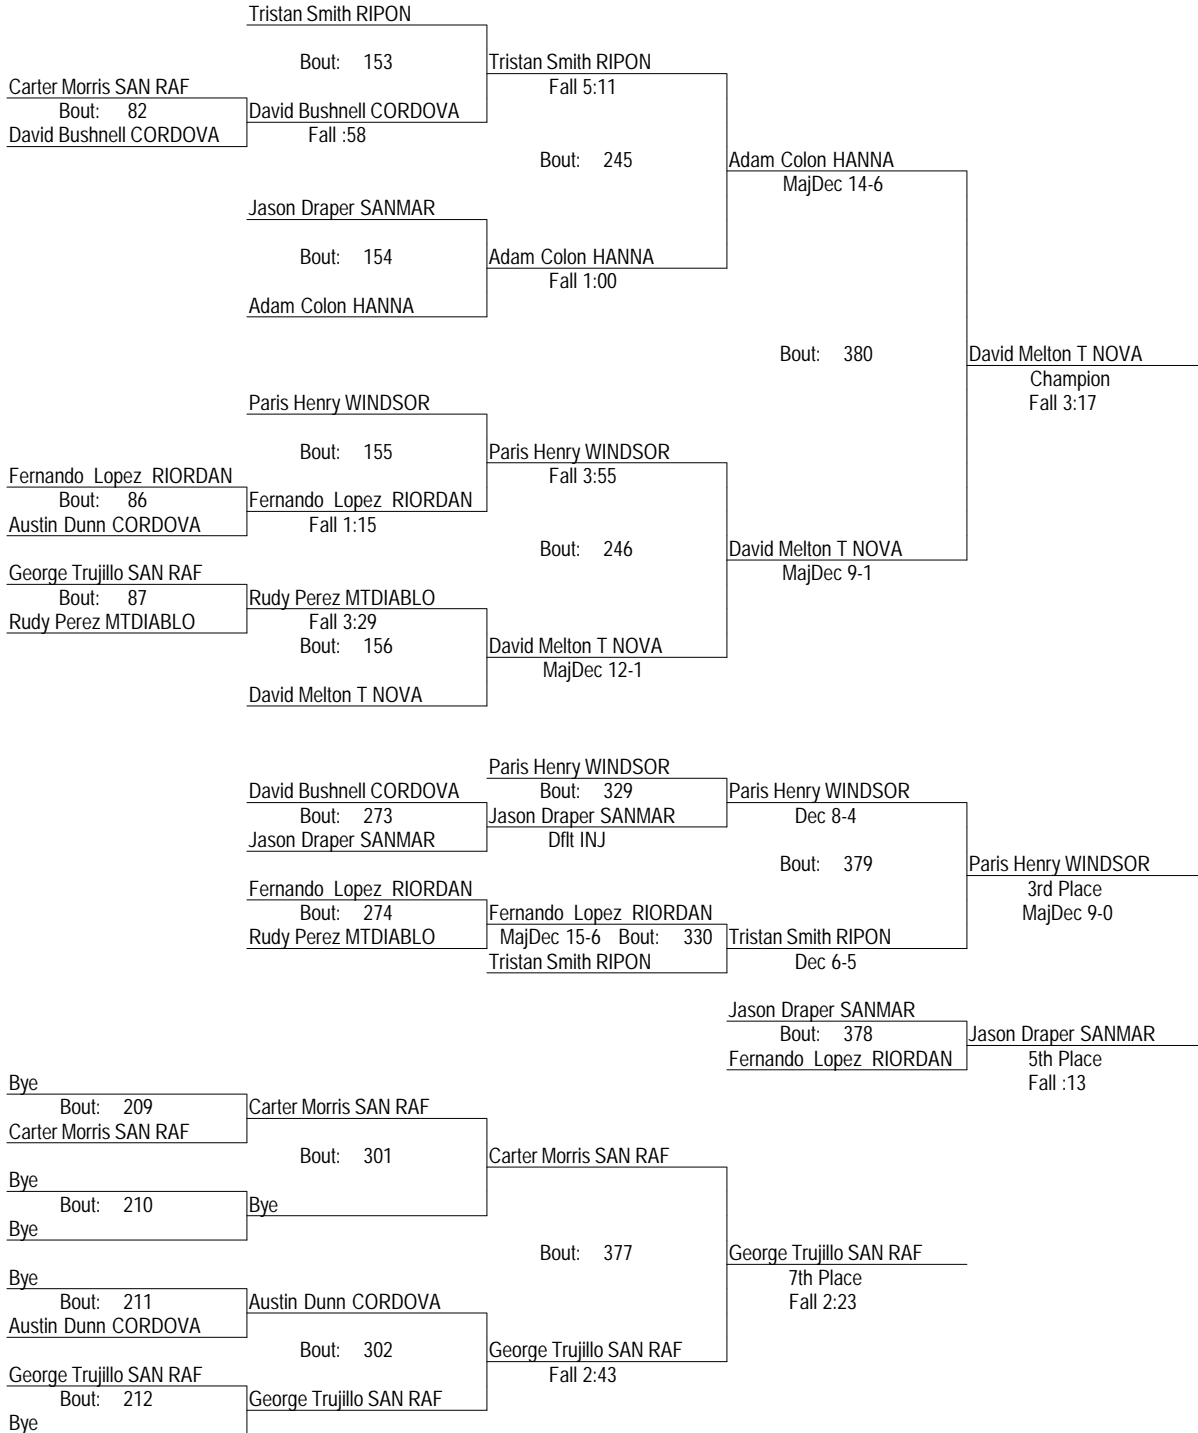 Tristan Smith RIPON
Bout: 153 Tristan Smith RIPON
Carter Morris SAN RAF Fall 5:11
Bout: 82 David Bushnell CORDOVA
David Bushnell CORDOVA Fall :58
Bout: 245 Adam Colon HANNA
MajDec 14-6
Jason Draper SANMAR
Bout: 154 Adam Colon HANNA
Fall 1:00
Adam Colon HANNA
Bout: 380 David Melton T NOVA
Champion
Paris Henry WINDSOR Fall 3:17
Bout: 155 Paris Henry WINDSOR
Fernando Lopez RIORDAN Fall 3:55
Bout: 86 Fernando Lopez RIORDAN
Austin Dunn CORDOVA Fall 1:15
Bout: 246 David Melton T NOVA
George Trujillo SAN RAF MajDec 9-1
Bout: 87 Rudy Perez MTDIABLO
Rudy Perez MTDIABLO Fall 3:29
Bout: 156 David Melton T NOVA
MajDec 12-1
David Melton T NOVA
Paris Henry WINDSOR
David Bushnell CORDOVA Bout: 329 Paris Henry WINDSOR
Bout: 273 Jason Draper SANMAR Dec 8-4
Jason Draper SANMAR Dflt INJ
Bout: 379 Paris Henry WINDSOR
Fernando Lopez RIORDAN 3rd Place
Bout: 274 Fernando Lopez RIORDAN MajDec 9-0
Rudy Perez MTDIABLO MajDec 15-6 Bout: 330 Tristan Smith RIPON
Tristan Smith RIPON Dec 6-5
Jason Draper SANMAR
Bout: 378 Jason Draper SANMAR
Fernando Lopez RIORDAN 5th Place
Bye Fall :13
Bout: 209 Carter Morris SAN RAF
Carter Morris SAN RAF
Bout: 301 Carter Morris SAN RAF
Bye
Bout: 210 Bye
Bye
Bout: 377 George Trujillo SAN RAF
Bye 7th Place
Bout: 211 Austin Dunn CORDOVA Fall 2:23
Austin Dunn CORDOVA
Bout: 302 George Trujillo SAN RAF
George Trujillo SAN RAF Fall 2:43
Bout: 212 George Trujillo SAN RAF
Bye